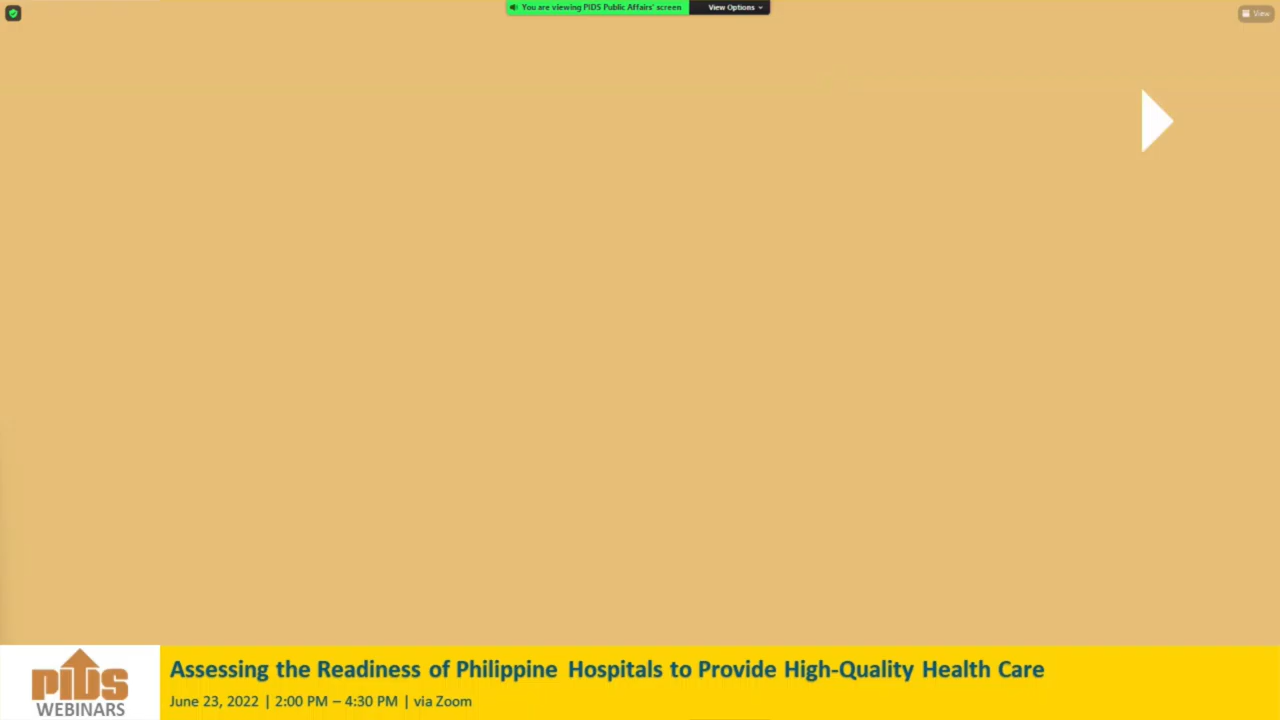 You are viewing PIDS Public Affairs' screen
View Options
View
Assessing the Readiness of Philippine Hospitals to Provide High-Quality Health Care
June 23, 2022 | 2:00 PM – 4:30 PM | via Zoom
PIDS
WEBINARS